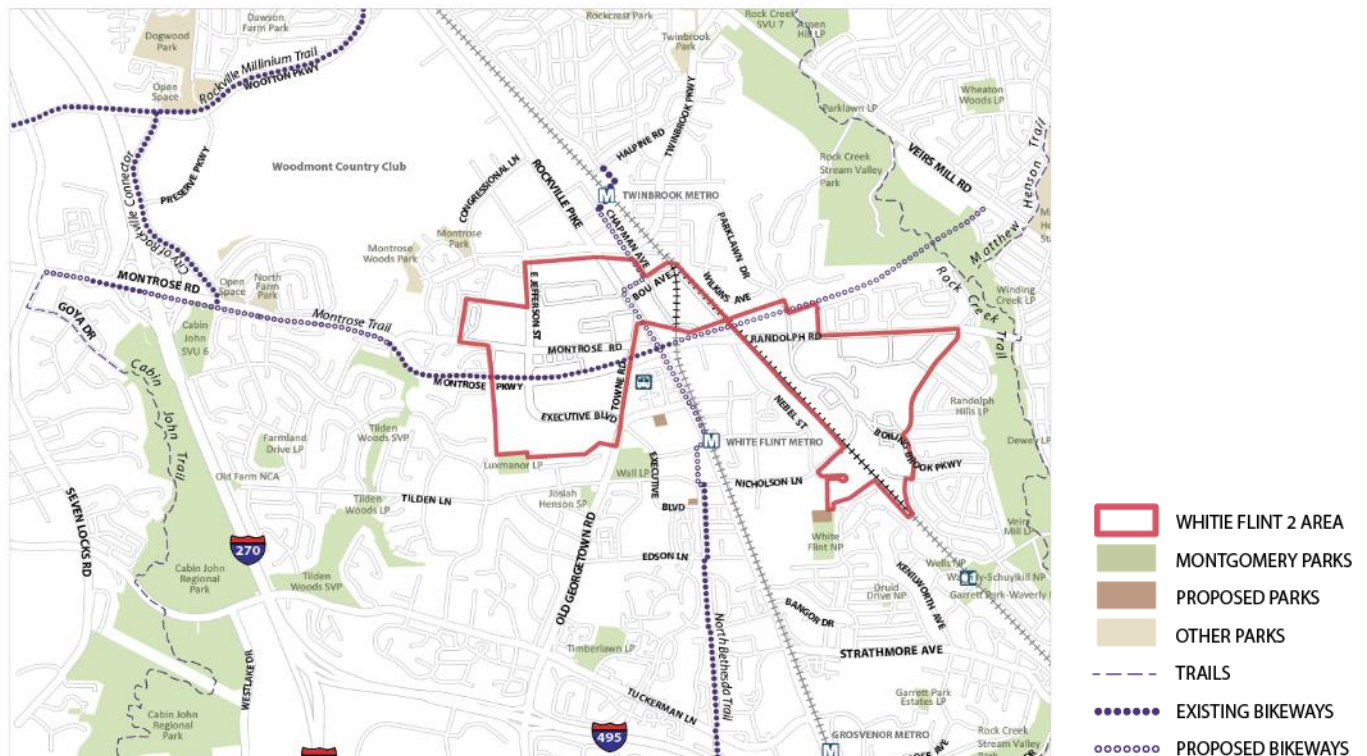 Dogwood
Park
Dawson
Farm Park
Rockcrest Park
Rock Creek
SVU 7
Aspen
Hill LP
Twinbrook
Park
Rockville Millinium Trail
WOOTTON PKWY
Open
Space
Wheaton
Woods LP
Parklawn LP
HALPINE RD
TWINBROOK PKWY
VEIRS MILL RD
Matthew Henson Trail
Woodmont Country Club
CONGRESSIONAL LN
ROCKVILLE PIKE
Rock Creek
Stream Valley
Park
PRESERVE PKWY
M
TWINBROOK METRO
City of Rockville Connector
Montrose
Park
CHAPMAN AVE
PARKLAWN DR
Montrose
Woods Park
MONTROSE RD
Open
Space
North
Farm
Park
E JEFFERSON ST
BOU AVE
WILKINS AVE
Rock Creek Trail
Winding
Creek LP
GOYA DR
Montrose Trail
Cabin
John
SVU 6
MONTROSE RD
RANDOLPH RD
Cabin John Trail
MONTROSE PKWY
TOWNE RD
NEBEL ST
Randolph
Hills LP
EXECUTIVE BLVD
Farmland
Drive LP
Tilden
Woods SVP
M
WHITE FLINT METRO
BOILING BROOK PKWY
Dewey LP
Old Farm NCA
Luxmanor LP
Wall LP
EXECUTIVE
BLVD
NICHOLSON LN
SEVEN LOCKS RD
Tilden
Woods LP
TILDEN LN
Josiah
Henson SP
White
Flint NP
OLD GEORGETOWN RD
270
EDSON LN
Cabin John
Regional
Park
Tilden
Woods SVP
Wells NP
KENILWORTH AVE
Druid
Drive NP
BANGOR DR
North Bethesda Trail
STRATHMORE AVE
Timberlawn LP
WESTLAKE DR
TUCKERMAN LN
Garrett Park
Estates LP
Cabin John
Regional
Park
495
GROSVENOR METRO
M
Rock Creek
Stream Valley
WHITIE FLINT 2 AREA
MONTGOMERY PARKS
PROPOSED PARKS
OTHER PARKS
TRAILS
EXISTING BIKEWAYS
PROPOSED BIKEWAYS